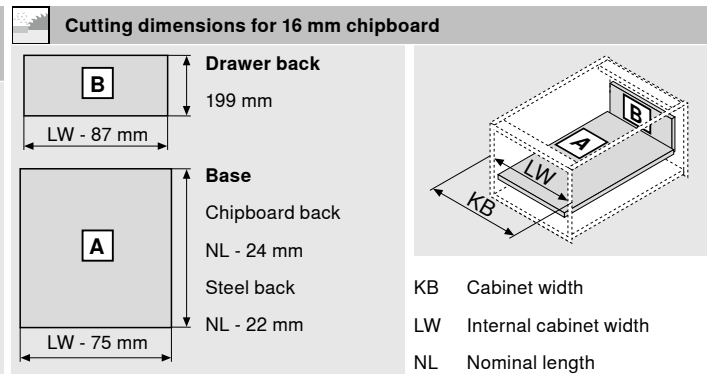 Cutting dimensions for 16 mm chipboard
B
Drawer back
199 mm
LW - 87 mm
A
Base
Chipboard back
NL - 24 mm
Steel back
NL - 22 mm
LW - 75 mm
B
A
LW
KB
KB Cabinet width
LW Internal cabinet width
NL Nominal length